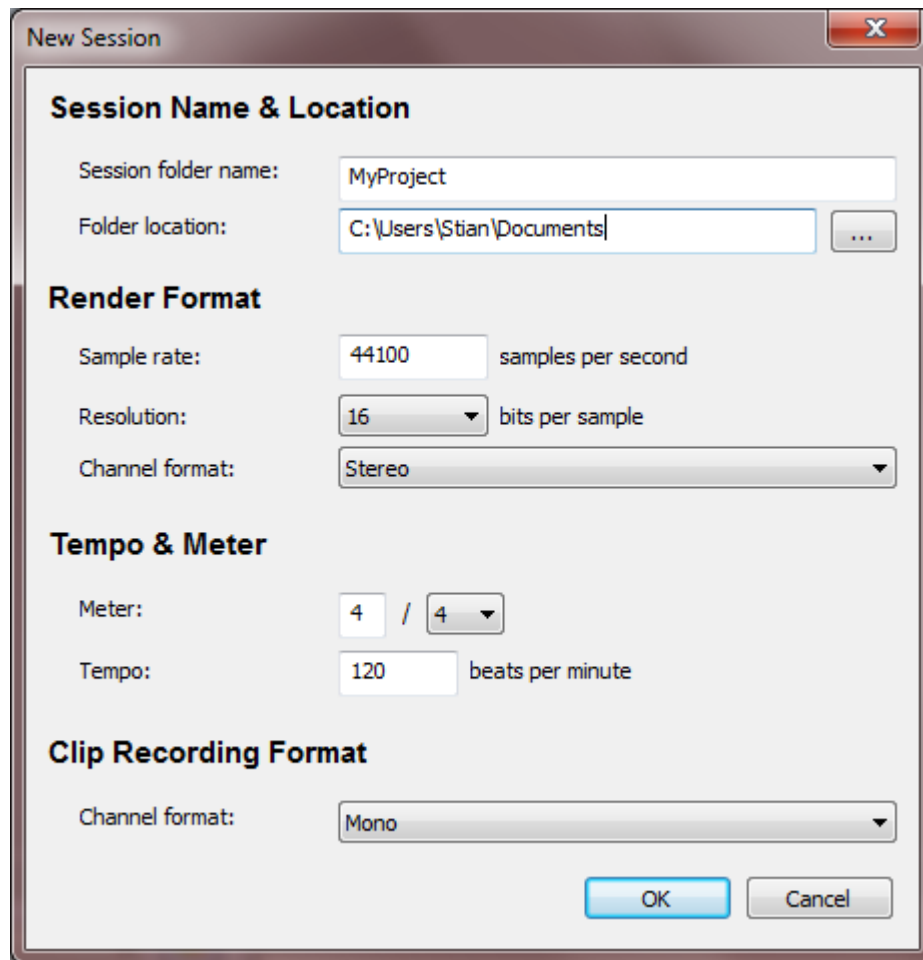 New Session
Session Name & Location
Session folder name: MyProject
Folder location: C:\Users\Stian\Documents ...
Render Format
Sample rate: 44100 samples per second
Resolution: 16 bits per sample
Channel format: Stereo
Tempo & Meter
Meter: 4 / 4
Tempo: 120 beats per minute
Clip Recording Format
Channel format: Mono
OK Cancel